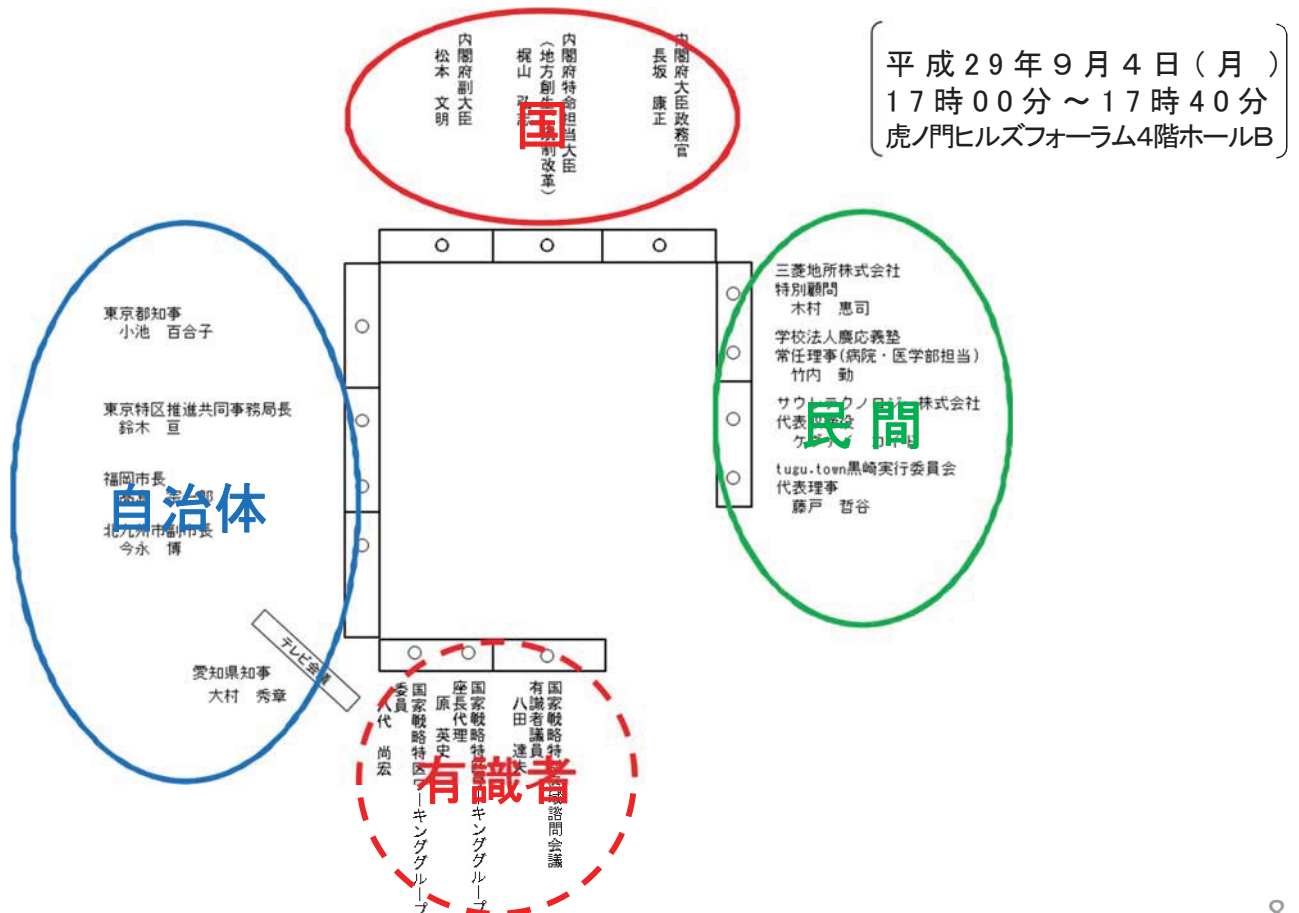 平成29年9月4日(月)
17時00分～17時40分
虎ノ門ヒルズフォーラム4階ホールB
国
内閣府大臣政務官
長坂 康正
内閣府特命担当大臣
梶山
内閣府副大臣
松本 文明
自治体
東京都知事
小池 百合子
東京特区推進共同事務局長
鈴木 亘
福岡市長
北九州市副市長
今永 博
テレビ会議
愛知県知事
大村 秀章
民間
三菱地所株式会社
特別顧問
木村 惠司
学校法人慶応義塾
常任理事(病院・医学部担当)
竹内 勤
株式会社
tugu.town黒崎実行委員会
代表理事
藤戸 哲谷
有識者
有識者議員
八田 達夫
国家戦略特区ワーキンググループ
座長代理
原 英史
国家戦略特区ワーキンググループ
委員
八代 尚宏
8